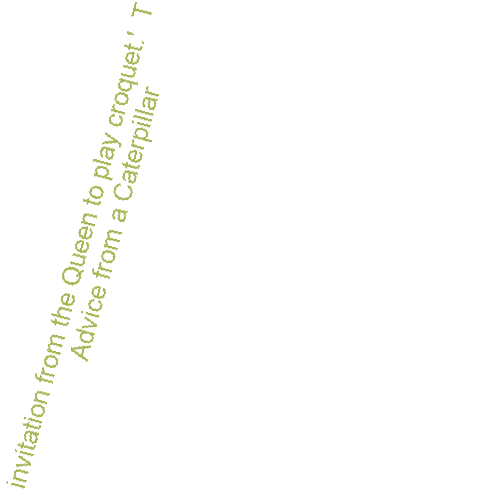 invitation from the Queen to play croquet.' T
Advice from a Caterpillar